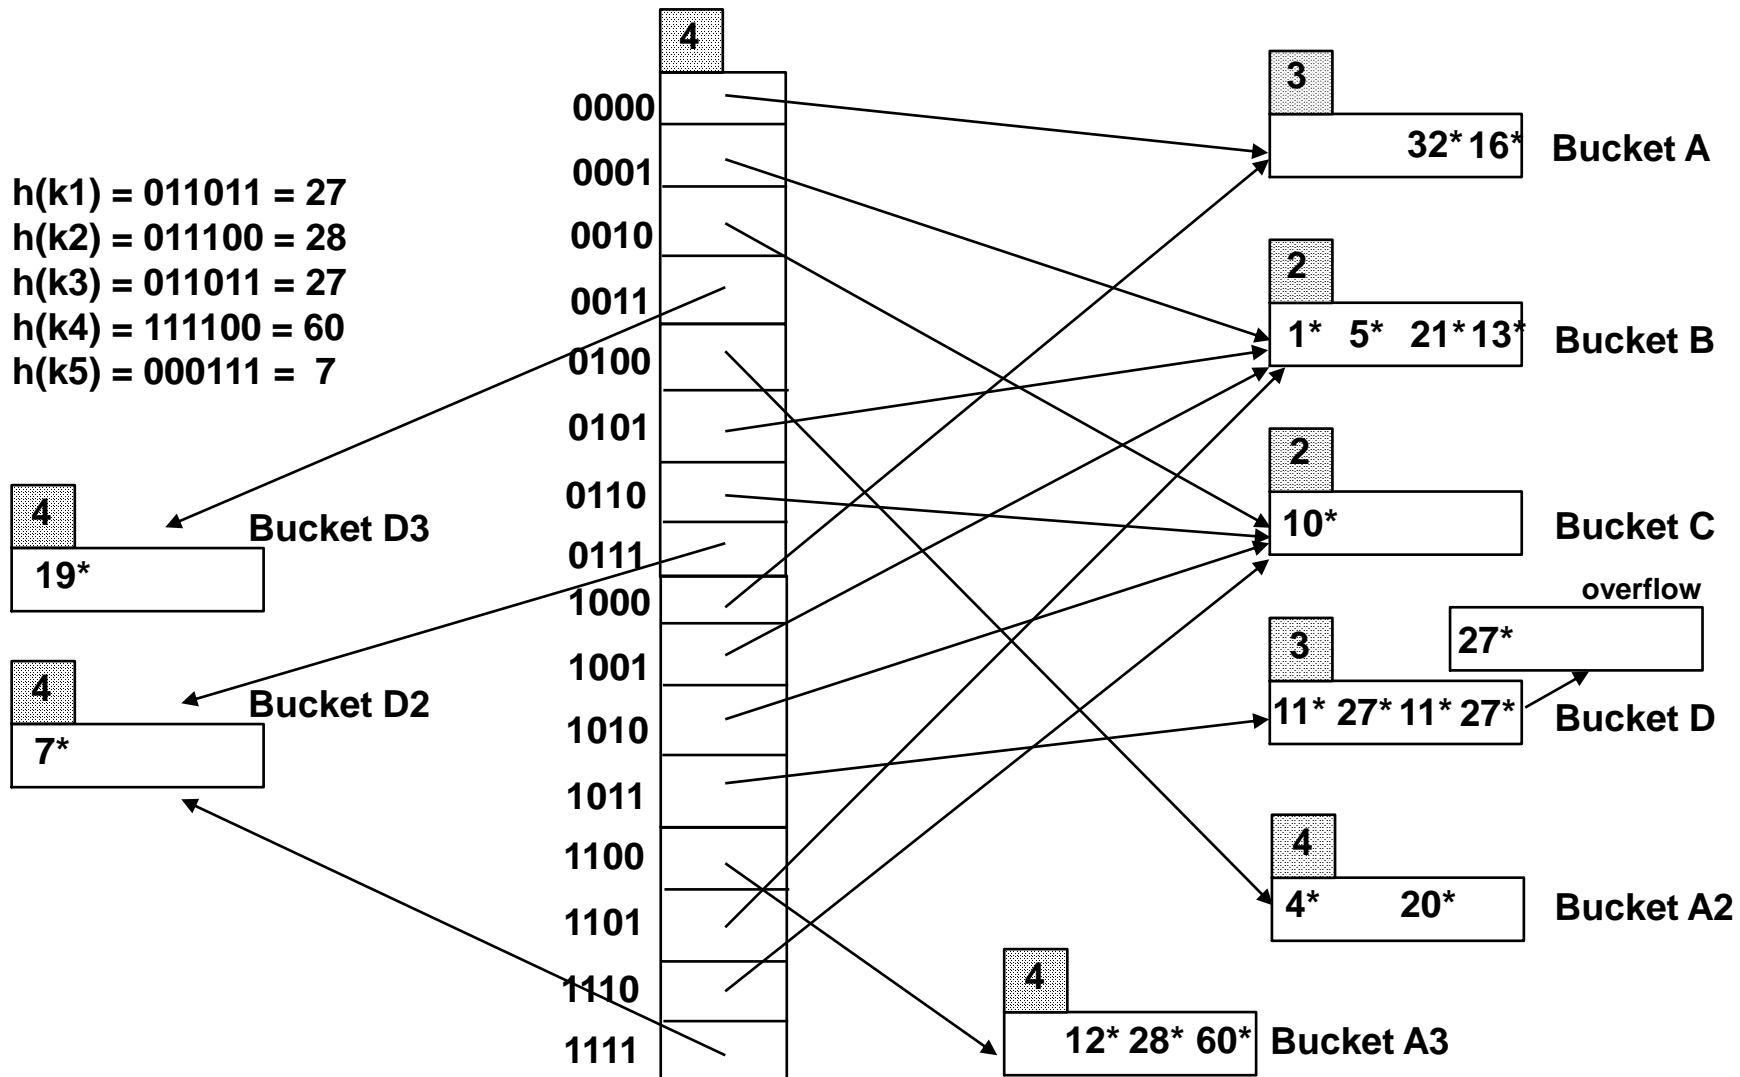 h(k1) = 011011 = 27
h(k2) = 011100 = 28
h(k3) = 011011 = 27
h(k4) = 111100 = 60
h(k5) = 000111 = 7
4
Bucket D3
19*
4
Bucket D2
7*
4
0000
0001
0010
0011
0100
0101
0110
0111
1000
1001
1010
1011
1100
1101
1110
1111
3
32* 16*
Bucket A
2
1* 5* 21* 13*
Bucket B
2
10*
Bucket C
overflow
27*
3
11* 27* 11* 27*
Bucket D
4
4* 20*
Bucket A2
4
12* 28* 60*
Bucket A3